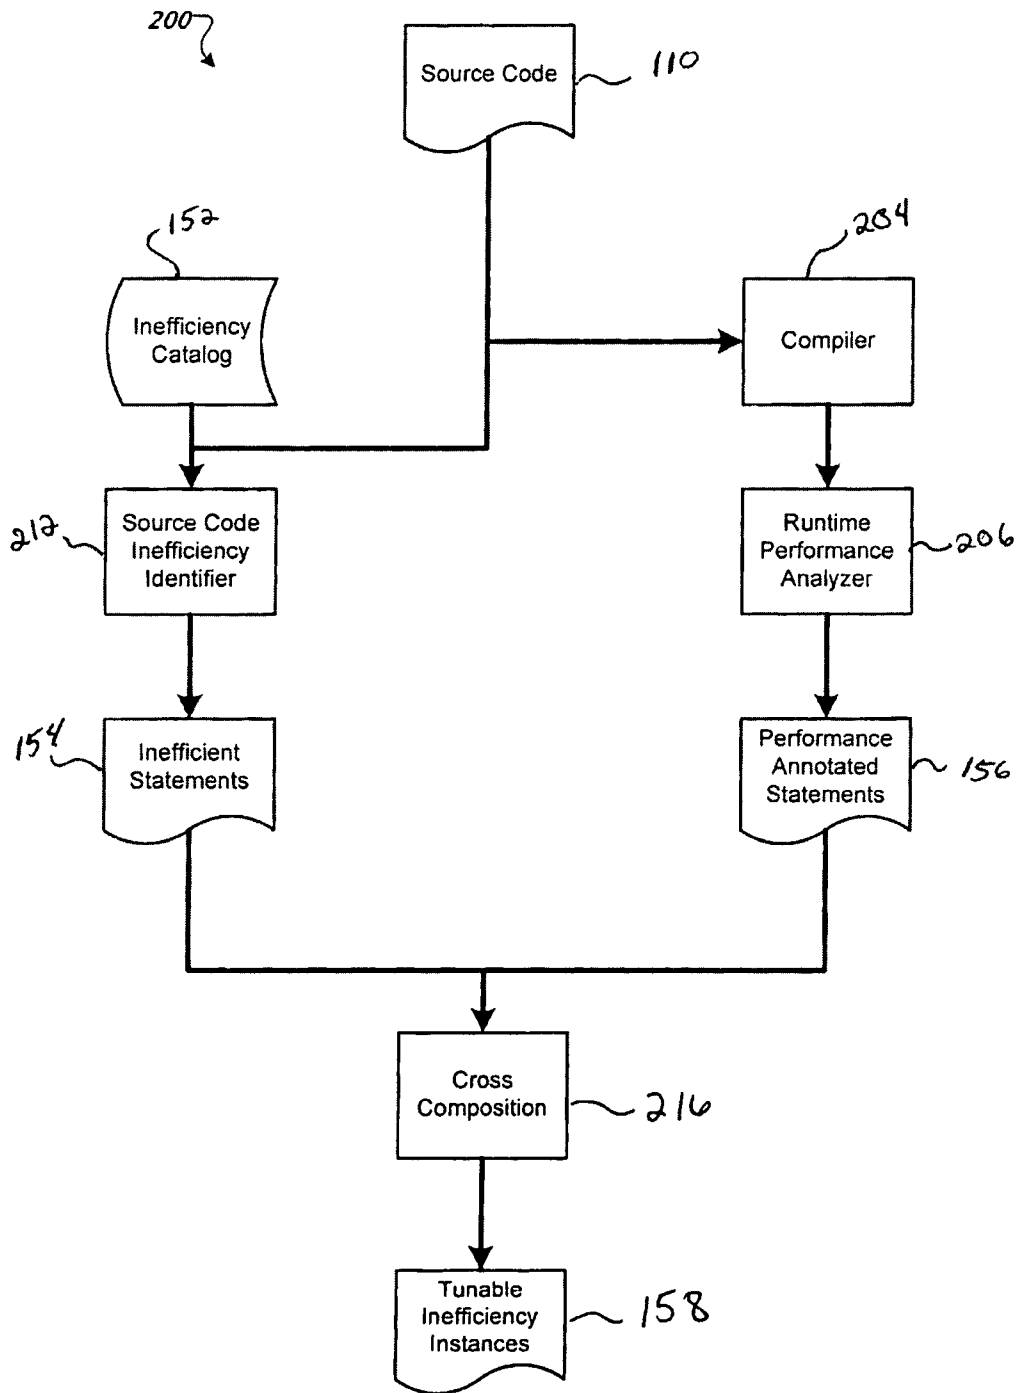 200
Source Code
110
152
204
Inefficiency
Catalog
Compiler
212
Source Code
Inefficiency
Identifier
Runtime
Performance
Analyzer
206
154
Inefficient
Statements
Performance
Annotated
Statements
156
Cross
Composition
216
Tunable
Inefficiency
Instances
158